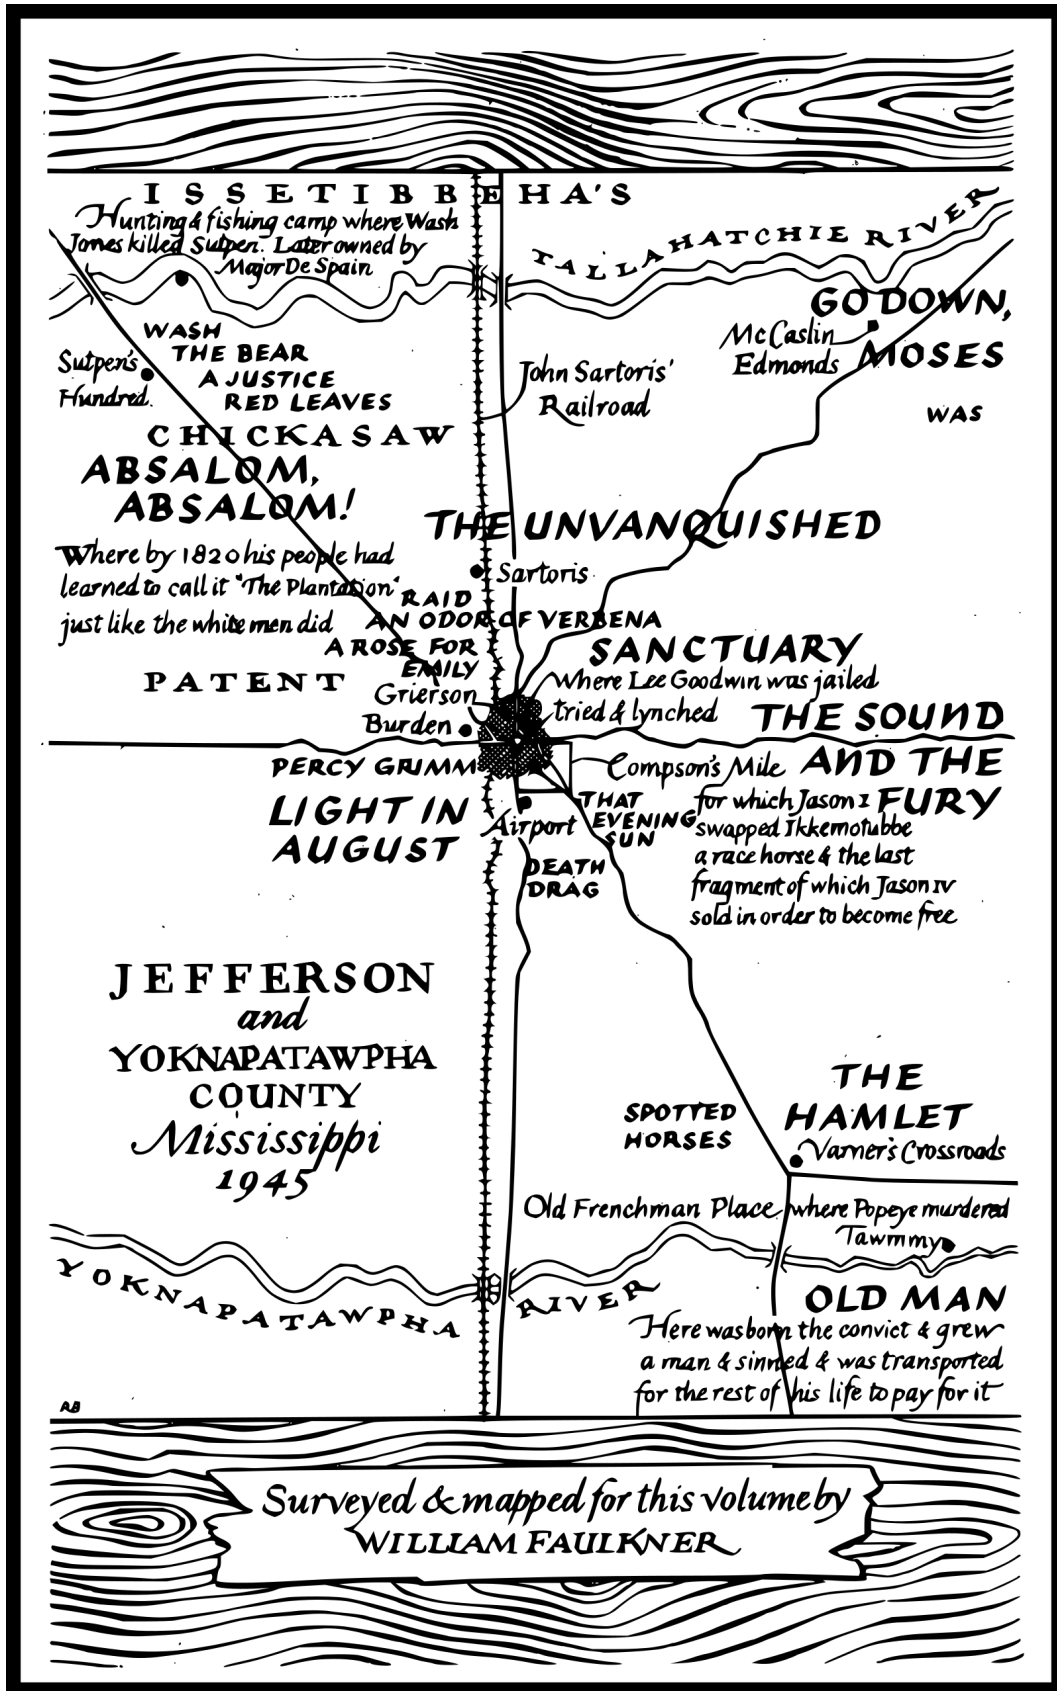 ISSETIBBEHA'S
Hunting & fishing camp where Wash
Jones killed Sutpen. Later owned by
Major De Spain
TALLAHATCHIE RIVER
GO DOWN,
MOSES
McCaslin
Edmonds
WAS
WASH
THE BEAR
A JUSTICE
RED LEAVES
Sutpen's
Hundred.
John Sartoris'
Railroad
CHICKASAW
ABSALOM,
ABSALOM!
THE UNVANQUISHED
Where by 1820 his people had
learned to call it "The Plantation"
just like the white men did
Sartoris
RAID
AN ODOR OF VERBENA
A ROSE FOR
EMILY
PATENT
Grierson
Burden
SANCTUARY
Where Lee Goodwin was jailed
tried & lynched
THE SOUND
AND THE
FURY
PERCY GRIMM
LIGHT IN
AUGUST
Compson's Mile
for which Jason I
swapped Ikkemotubbe
a race horse & the last
fragment of which Jason IV
sold in order to become free
THAT
EVENING
SUN
Airport
DEATH
DRAG
JEFFERSON
and
YOKNAPATAWPHA
COUNTY
Mississippi
1945
THE
HAMLET
SPOTTED
HORSES
Varner's Crossroads
Old Frenchman Place where Popeye murdered
Tawmmy
YOKNAPATAWPHA RIVER
OLD MAN
Here was born the convict & grew
a man & sinned & was transported
for the rest of his life to pay for it
RB
Surveyed & mapped for this volume by
WILLIAM FAULKNER